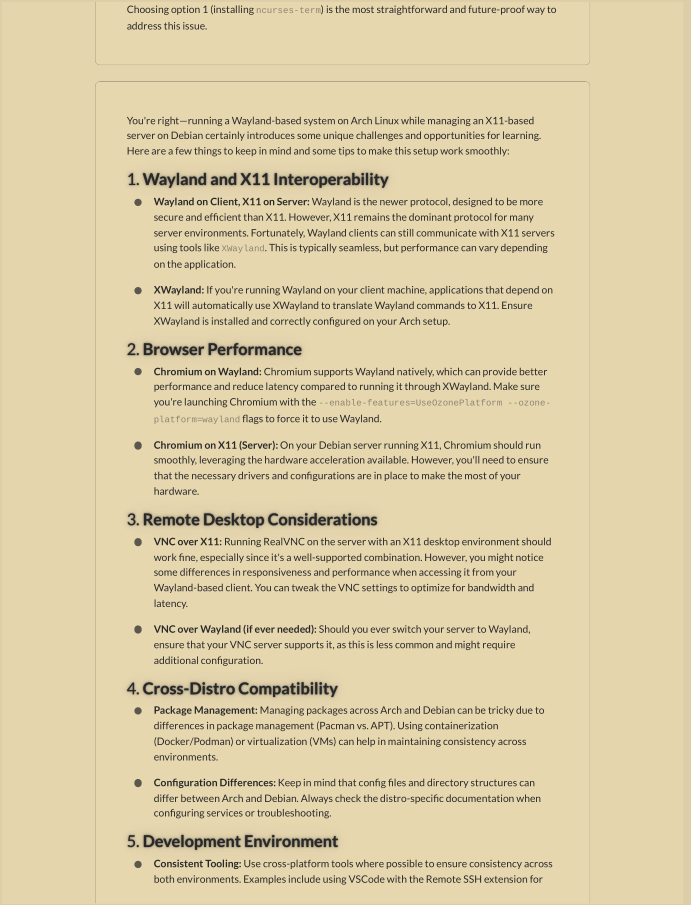 Choosing option 1 (installing ncurses-term) is the most straightforward and future-proof way to
address this issue.
You're right—running a Wayland-based system on Arch Linux while managing an X11-based
server on Debian certainly introduces some unique challenges and opportunities for learning.
Here are a few things to keep in mind and some tips to make this setup work smoothly:
1. Wayland and X11 Interoperability
● Wayland on Client, X11 on Server: Wayland is the newer protocol, designed to be more
secure and efficient than X11. However, X11 remains the dominant protocol for many
server environments. Fortunately, Wayland clients can still communicate with X11 servers
using tools like XWayland. This is typically seamless, but performance can vary depending
on the application.
● XWayland: If you're running Wayland on your client machine, applications that depend on
X11 will automatically use XWayland to translate Wayland commands to X11. Ensure
XWayland is installed and correctly configured on your Arch setup.
2. Browser Performance
● Chromium on Wayland: Chromium supports Wayland natively, which can provide better
performance and reduce latency compared to running it through XWayland. Make sure
you're launching Chromium with the --enable-features=UseOzonePlatform --ozone-
platform=wayland flags to force it to use Wayland.
● Chromium on X11 (Server): On your Debian server running X11, Chromium should run
smoothly, leveraging the hardware acceleration available. However, you'll need to ensure
that the necessary drivers and configurations are in place to make the most of your
hardware.
3. Remote Desktop Considerations
● VNC over X11: Running RealVNC on the server with an X11 desktop environment should
work fine, especially since it's a well-supported combination. However, you might notice
some differences in responsiveness and performance when accessing it from your
Wayland-based client. You can tweak the VNC settings to optimize for bandwidth and
latency.
● VNC over Wayland (if ever needed): Should you ever switch your server to Wayland,
ensure that your VNC server supports it, as this is less common and might require
additional configuration.
4. Cross-Distro Compatibility
● Package Management: Managing packages across Arch and Debian can be tricky due to
differences in package management (Pacman vs. APT). Using containerization
(Docker/Podman) or virtualization (VMs) can help in maintaining consistency across
environments.
● Configuration Differences: Keep in mind that config files and directory structures can
differ between Arch and Debian. Always check the distro-specific documentation when
configuring services or troubleshooting.
5. Development Environment
● Consistent Tooling: Use cross-platform tools where possible to ensure consistency across
both environments. Examples include using VSCode with the Remote SSH extension for